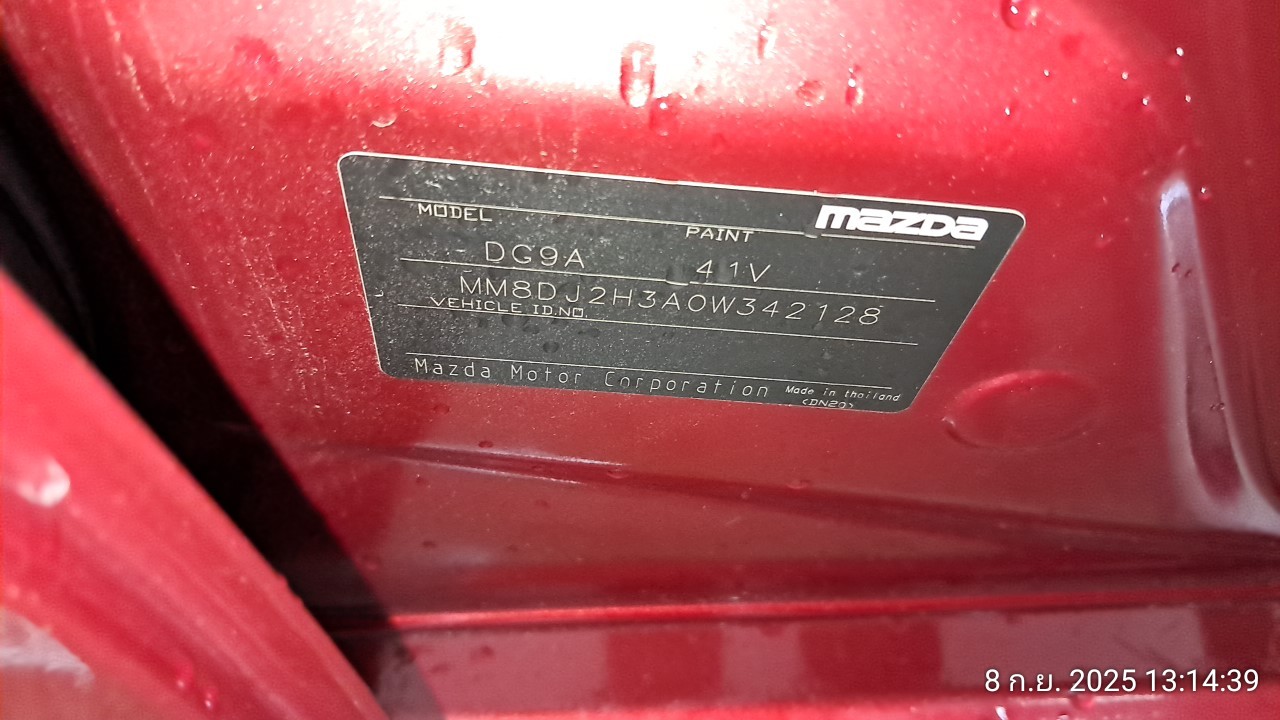 mazda
MODEL PAINT
DG9A 41V
MM8DJ2H3A0W342128
VEHICLE ID.NO.
Mazda Motor Corporation Made in thailand
(DN20)
8 ก.ย. 2025 13:14:39